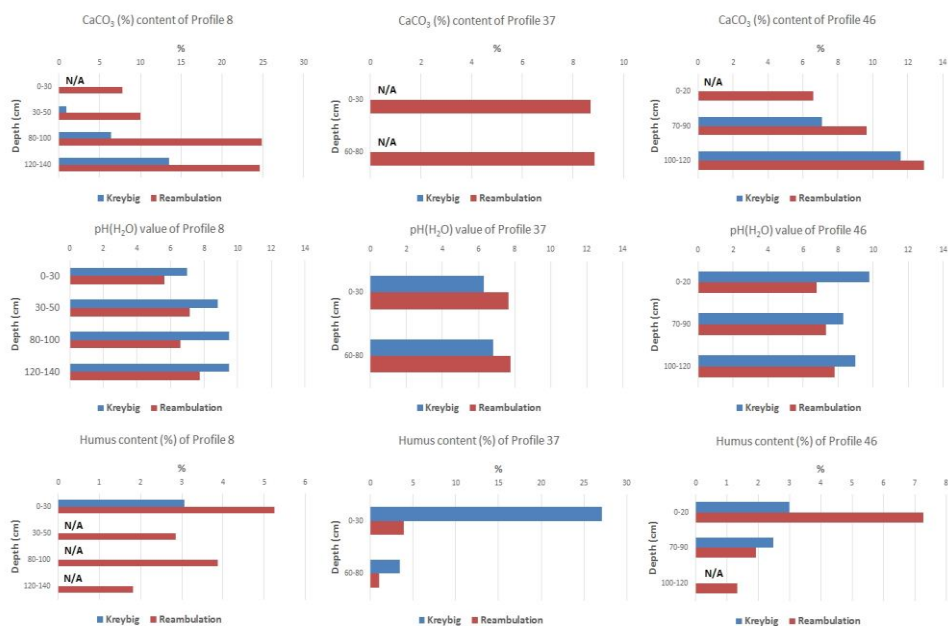 CaCO₃ (%) content of Profile 8
%
0 5 10 15 20 25 30
Depth (cm)
0-30
N/A
30-50
80-100
120-140
Kreybig Reambulation
CaCO₃ (%) content of Profile 37
%
0 2 4 6 8 10
Depth (cm)
N/A
0-30
N/A
60-80
Kreybig Reambulation
CaCO₃ (%) content of Profile 46
%
0 2 4 6 8 10 12 14
Depth (cm)
N/A
0-20
70-90
100-120
Kreybig Reambulation
pH(H₂O) value of Profile 8
0 2 4 6 8 10 12 14
Depth (cm)
0-30
30-50
80-100
120-140
Kreybig Reambulation
pH(H₂O) value of Profile 37
0 2 4 6 8 10 12 14
Depth (cm)
0-30
60-80
Kreybig Reambulation
pH(H₂O) value of Profile 46
0 2 4 6 8 10 12 14
Depth (cm)
0-20
70-90
100-120
Kreybig Reambulation
Humus content (%) of Profile 8
%
0 1 2 3 4 5 6
Depth (cm)
0-30
N/A
30-50
N/A
80-100
N/A
120-140
Kreybig Reambulation
Humus content (%) of Profile 37
%
0 5 10 15 20 25 30
Depth (cm)
0-30
60-80
Kreybig Reambulation
Humus content (%) of Profile 46
%
0 1 2 3 4 5 6 7 8
Depth (cm)
0-20
70-90
N/A
100-120
Kreybig Reambulation